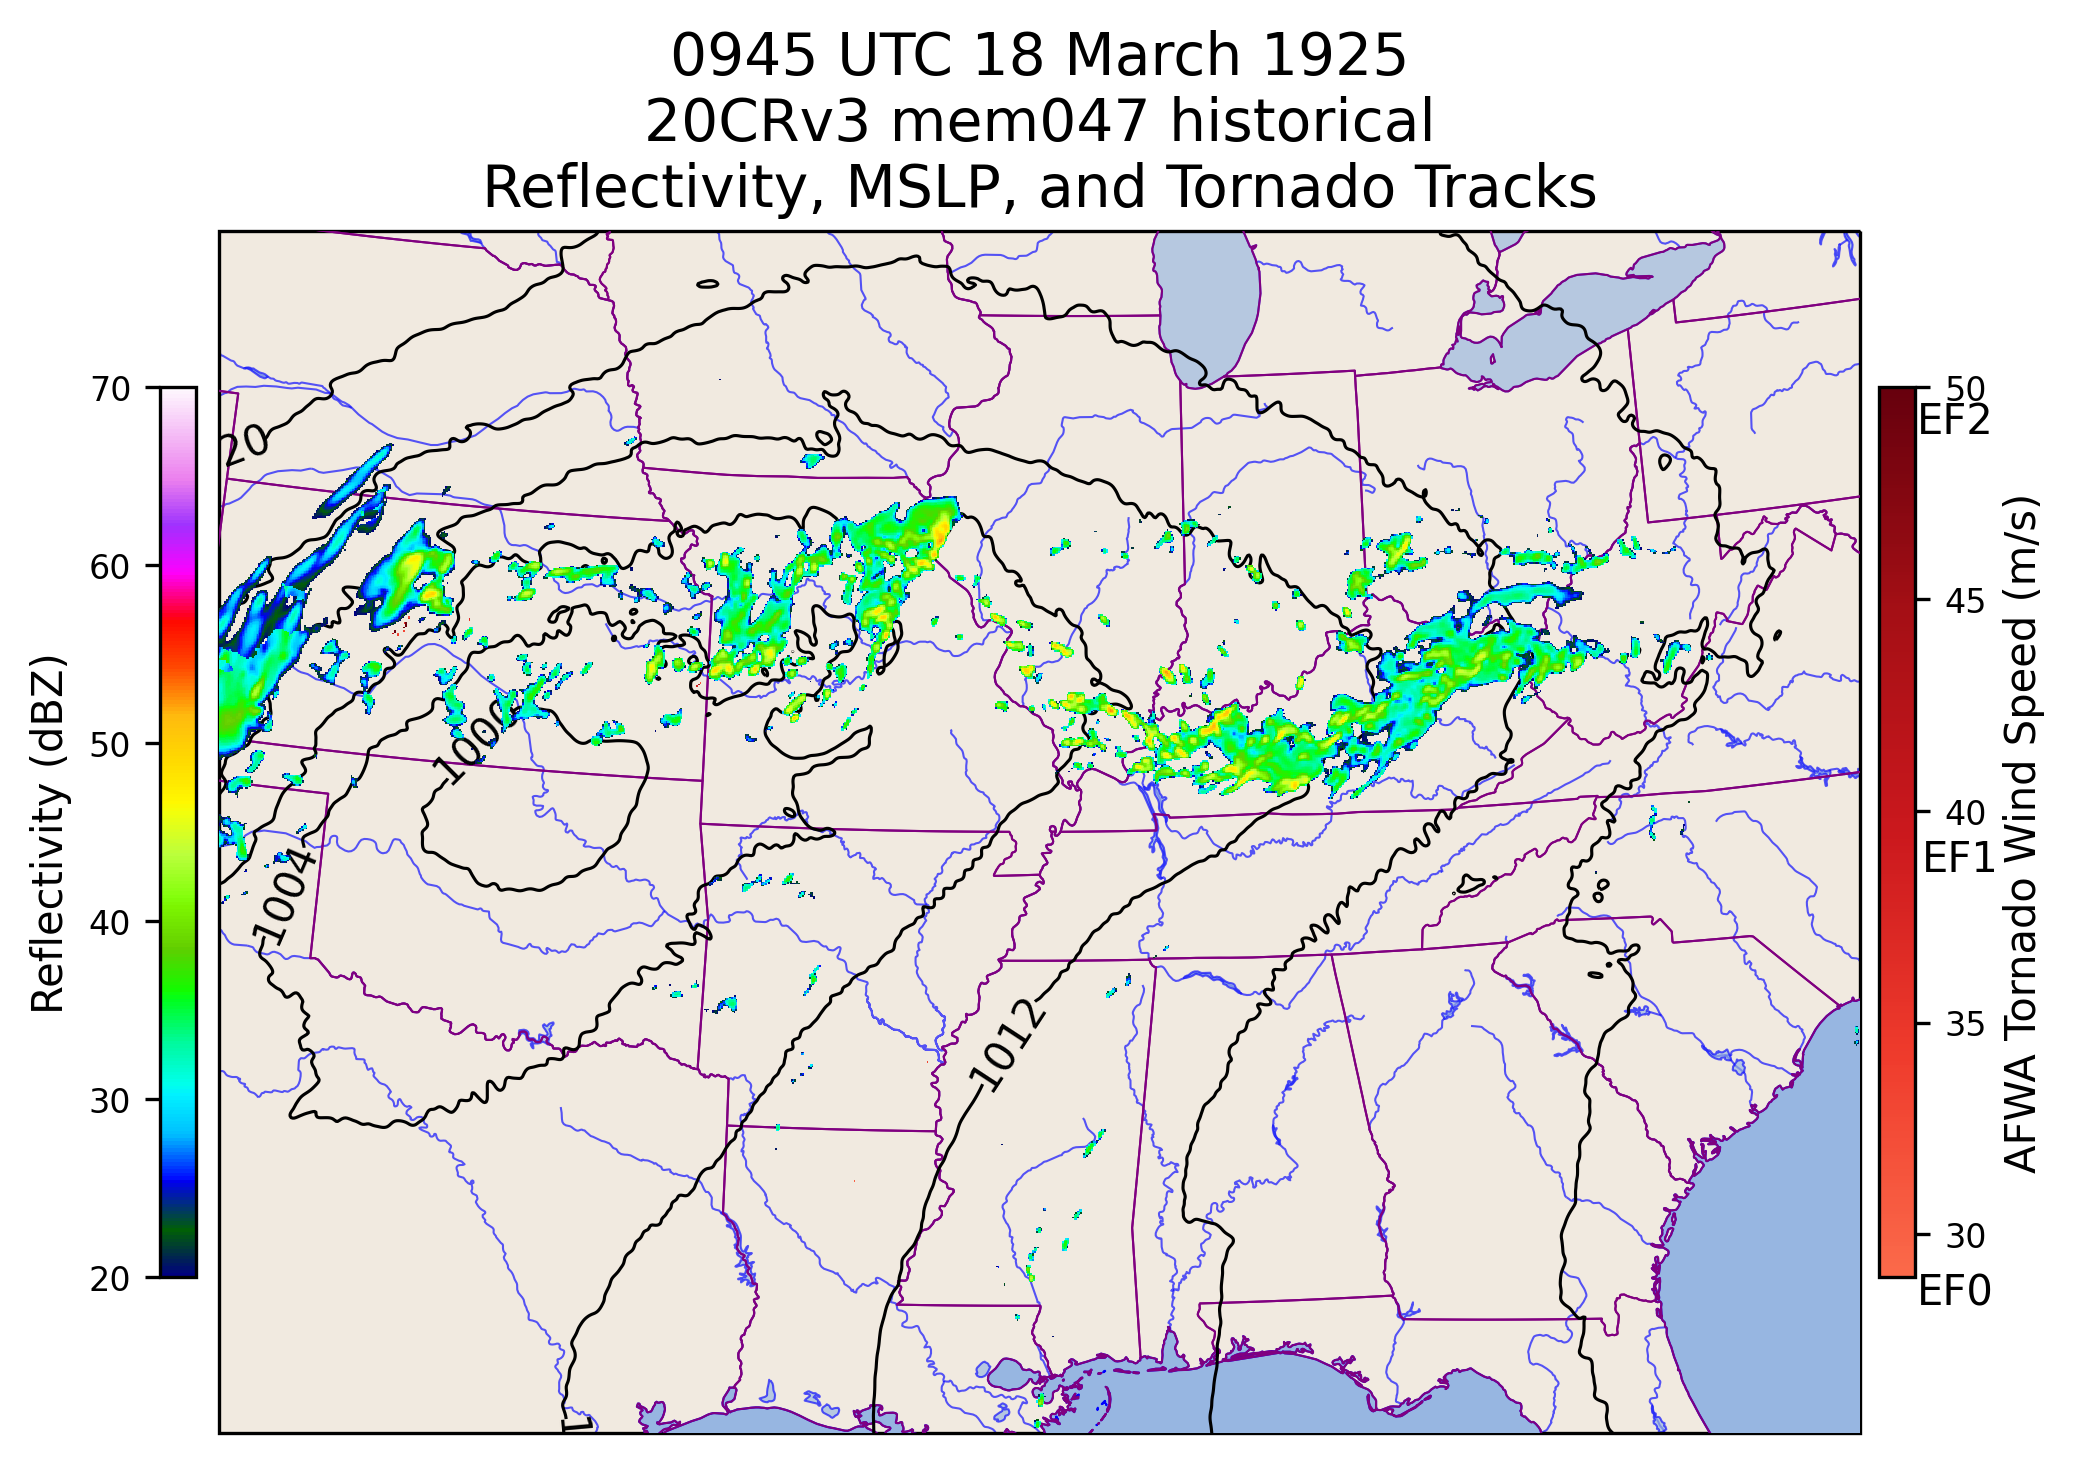 0945 UTC 18 March 1925
20CRv3 mem047 historical
Reflectivity, MSLP, and Tornado Tracks
70
60
50
40
30
20
Reflectivity (dBZ)
20
1000
1004
1012
1
50
EF2
45
40
EF1
35
30
EF0
AFWA Tornado Wind Speed (m/s)